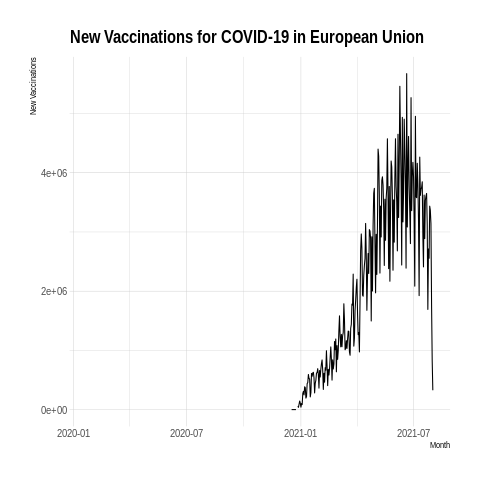 New Vaccinations for COVID-19 in European Union
New Vaccinations
4e+06
2e+06
0e+00
2020-01
2020-07
2021-01
2021-07
Month